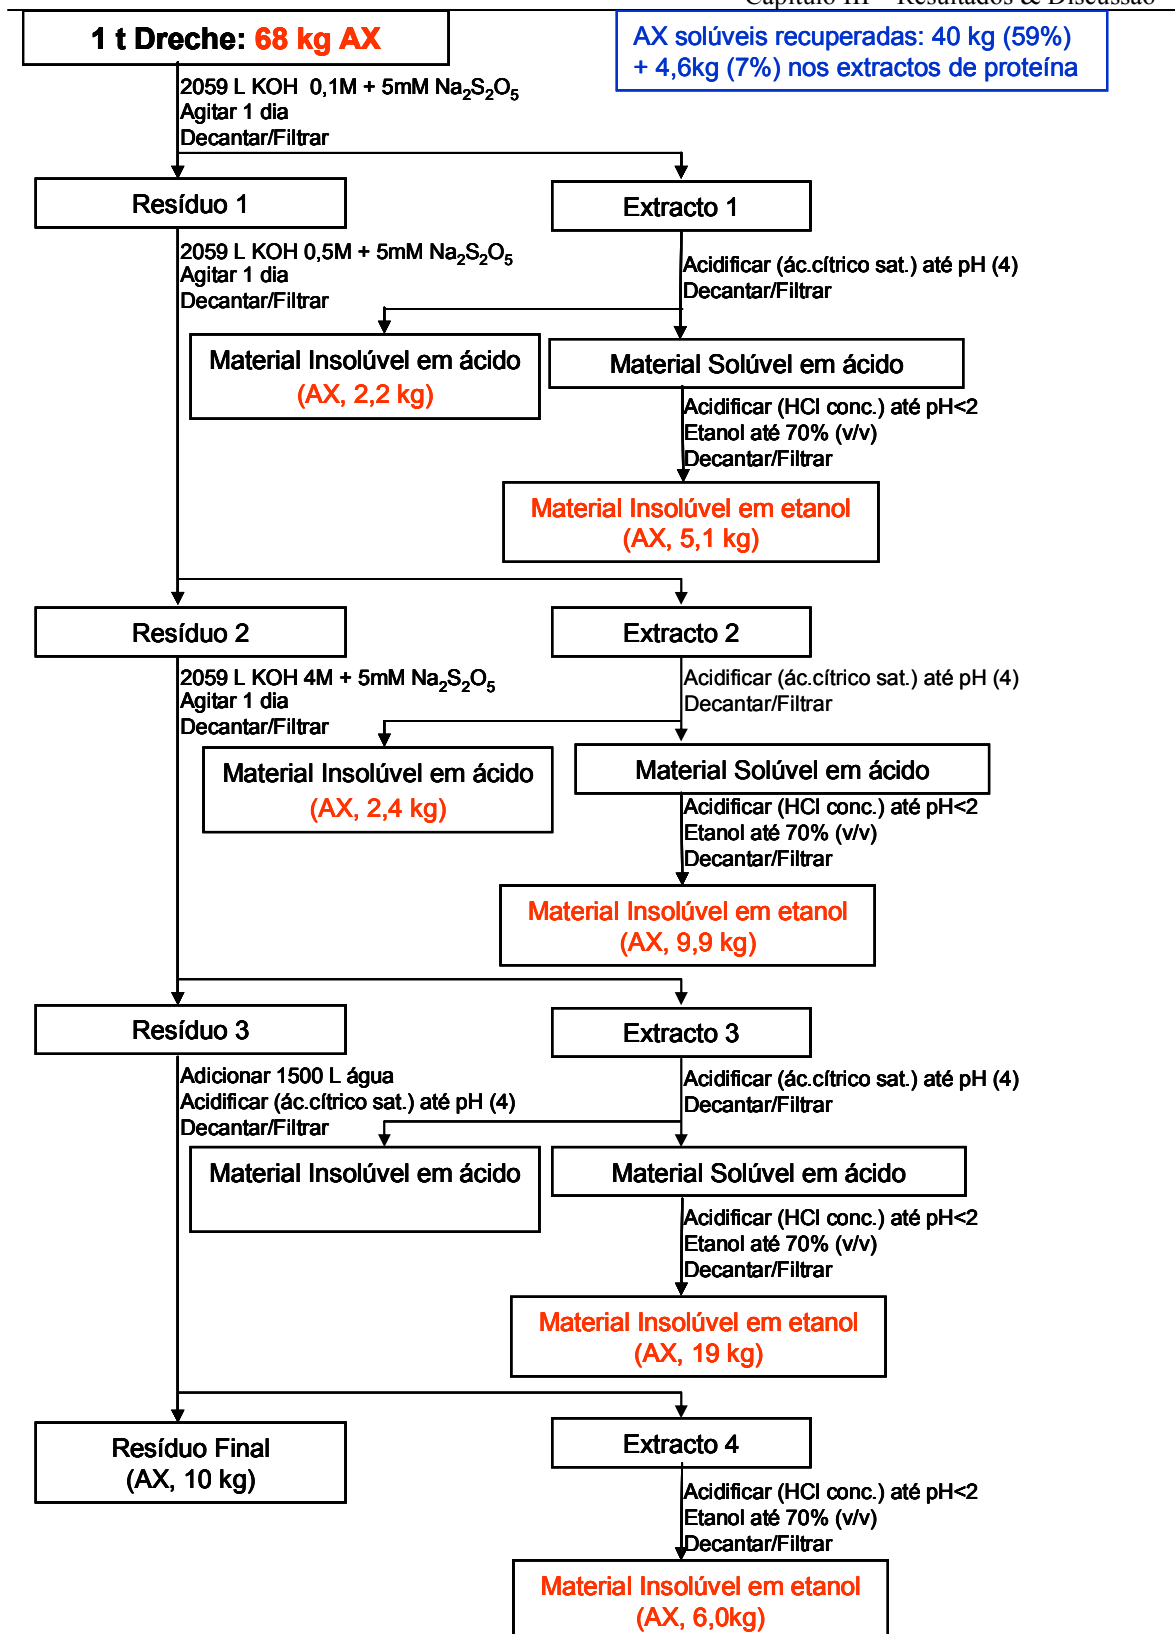 Capítulo III – Resultados & Discussão
1 t Dreche: 68 kg AX
AX solúveis recuperadas: 40 kg (59%)
+ 4,6kg (7%) nos extractos de proteína
2059 L KOH 0,1M + 5mM Na₂S₂O₅
Agitar 1 dia
Decantar/Filtrar
Resíduo 1
Extracto 1
2059 L KOH 0,5M + 5mM Na₂S₂O₅
Agitar 1 dia
Decantar/Filtrar
Acidificar (ác.cítrico sat.) até pH (4)
Decantar/Filtrar
Material Insolúvel em ácido
(AX, 2,2 kg)
Material Solúvel em ácido
Acidificar (HCl conc.) até pH<2
Etanol até 70% (v/v)
Decantar/Filtrar
Material Insolúvel em etanol
(AX, 5,1 kg)
Resíduo 2
Extracto 2
2059 L KOH 4M + 5mM Na₂S₂O₅
Agitar 1 dia
Decantar/Filtrar
Acidificar (ác.cítrico sat.) até pH (4)
Decantar/Filtrar
Material Insolúvel em ácido
(AX, 2,4 kg)
Material Solúvel em ácido
Acidificar (HCl conc.) até pH<2
Etanol até 70% (v/v)
Decantar/Filtrar
Material Insolúvel em etanol
(AX, 9,9 kg)
Resíduo 3
Extracto 3
Adicionar 1500 L água
Acidificar (ác.cítrico sat.) até pH (4)
Decantar/Filtrar
Acidificar (ác.cítrico sat.) até pH (4)
Decantar/Filtrar
Material Insolúvel em ácido
Material Solúvel em ácido
Acidificar (HCl conc.) até pH<2
Etanol até 70% (v/v)
Decantar/Filtrar
Material Insolúvel em etanol
(AX, 19 kg)
Resíduo Final
(AX, 10 kg)
Extracto 4
Acidificar (HCl conc.) até pH<2
Etanol até 70% (v/v)
Decantar/Filtrar
Material Insolúvel em etanol
(AX, 6,0kg)